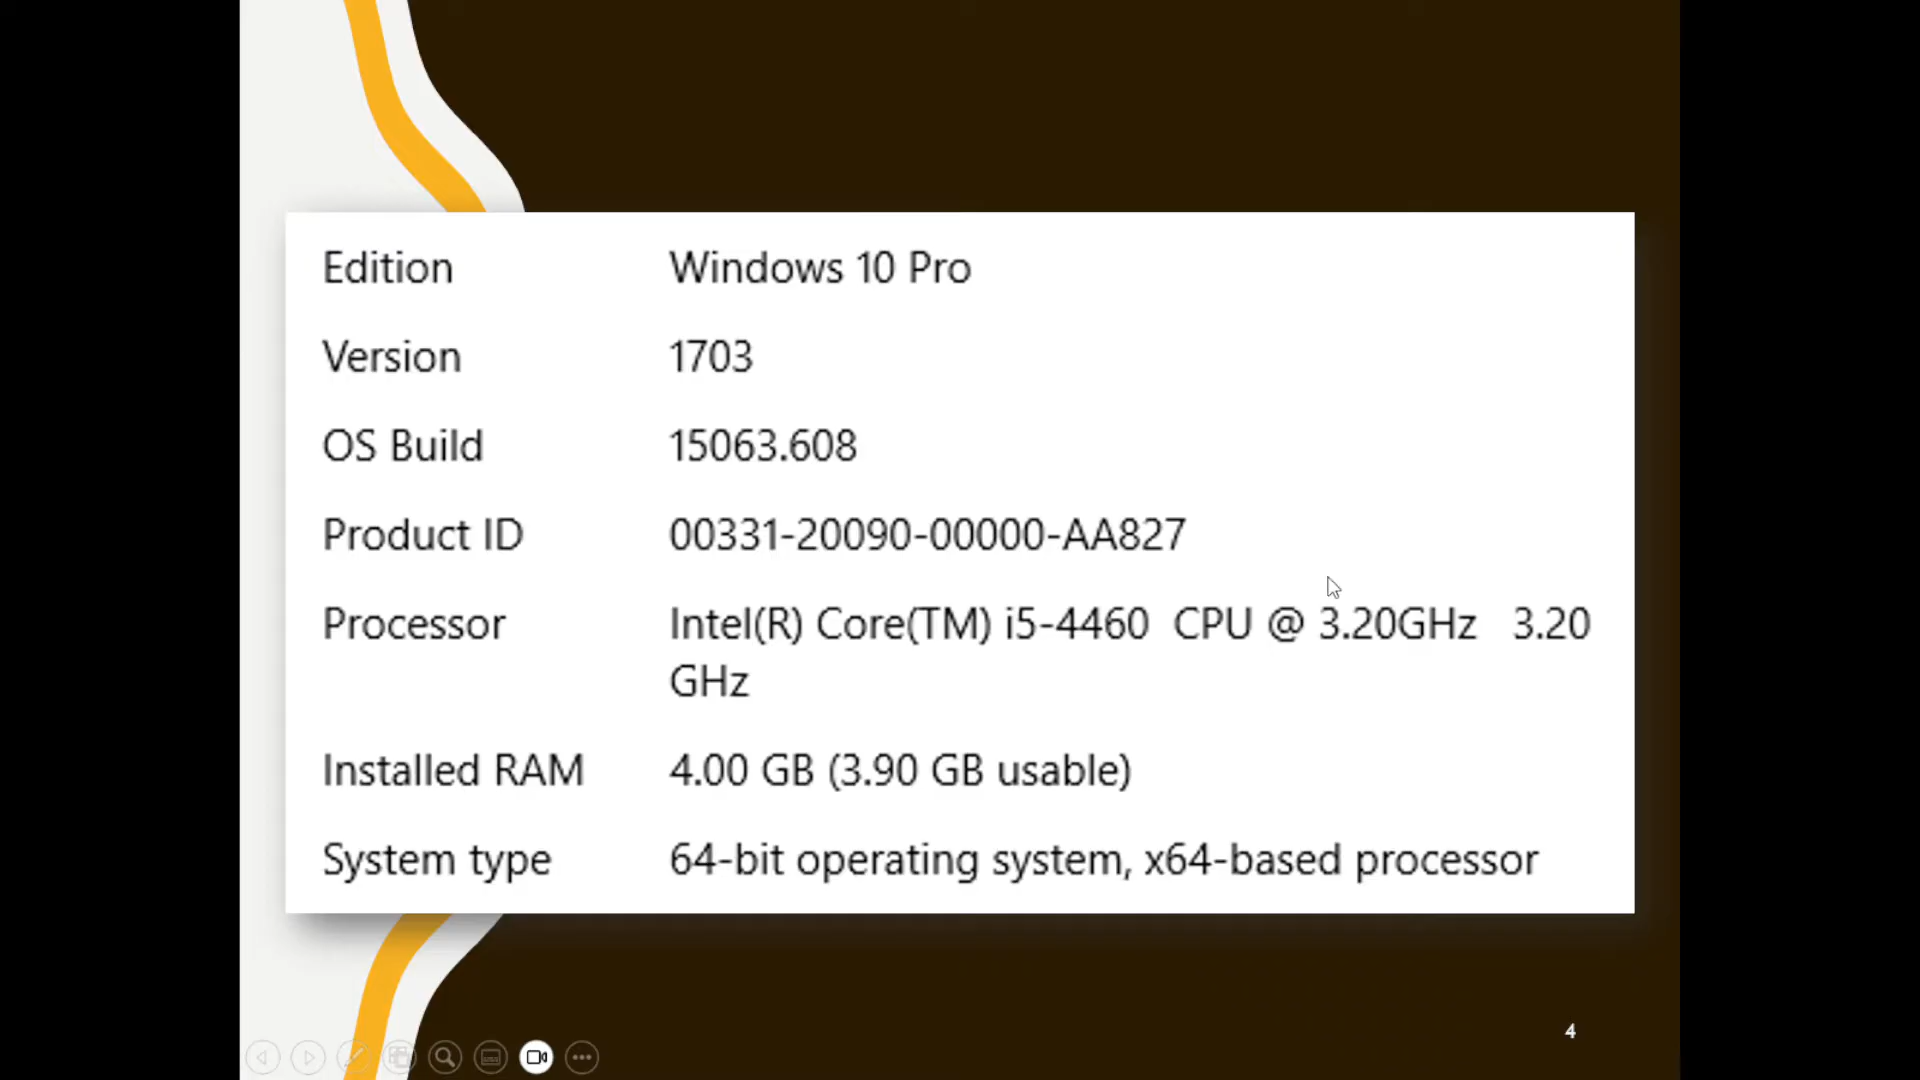 Edition Windows 10 Pro
Version 1703
OS Build 15063.608
Product ID 00331-20090-00000-AA827
Processor Intel(R) Core(TM) i5-4460 CPU @ 3.20GHz 3.20
GHz
Installed RAM 4.00 GB (3.90 GB usable)
System type 64-bit operating system, x64-based processor
4